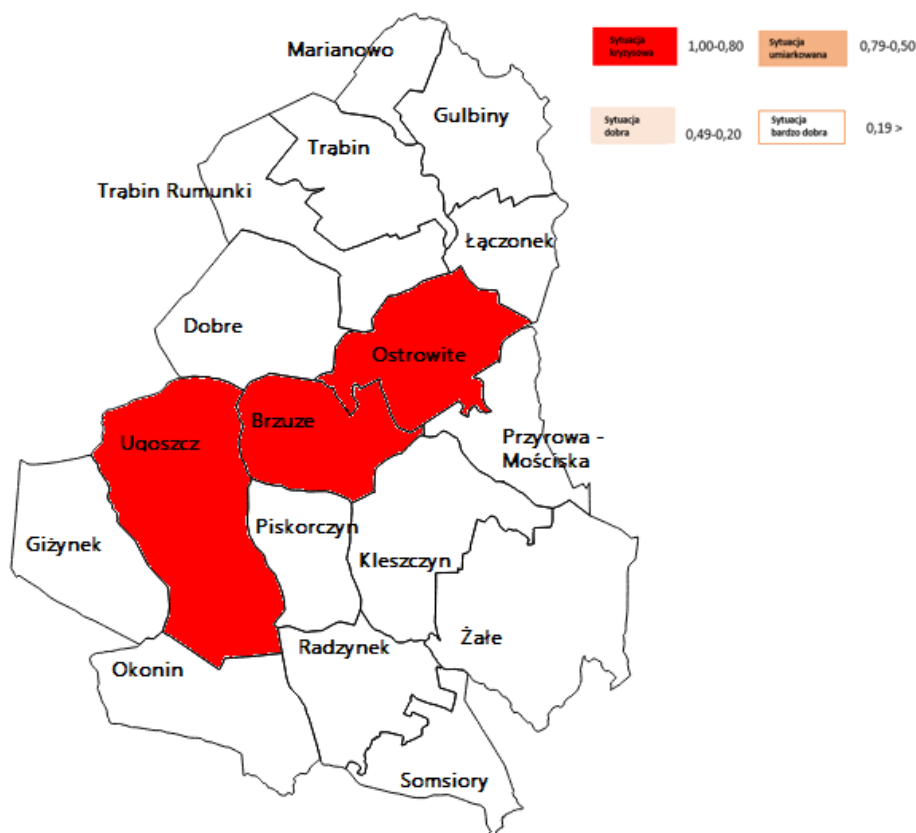 Marianowo
Gulbiny
Trąbin
Trąbin Rumunki
Łączonek
Dobre
Ostrowite
Brzuze
Ugoszcz
Przyrowa -
Mościska
Piskorczyn
Giżynek
Kleszczyn
Żałe
Radzynek
Okonin
Somsiory
Sytuacja
kryzysowa
1,00-0,80
Sytuacja
umiarkowana
0,79-0,50
Sytuacja
dobra
0,49-0,20
Sytuacja
bardzo dobra
0,19 >